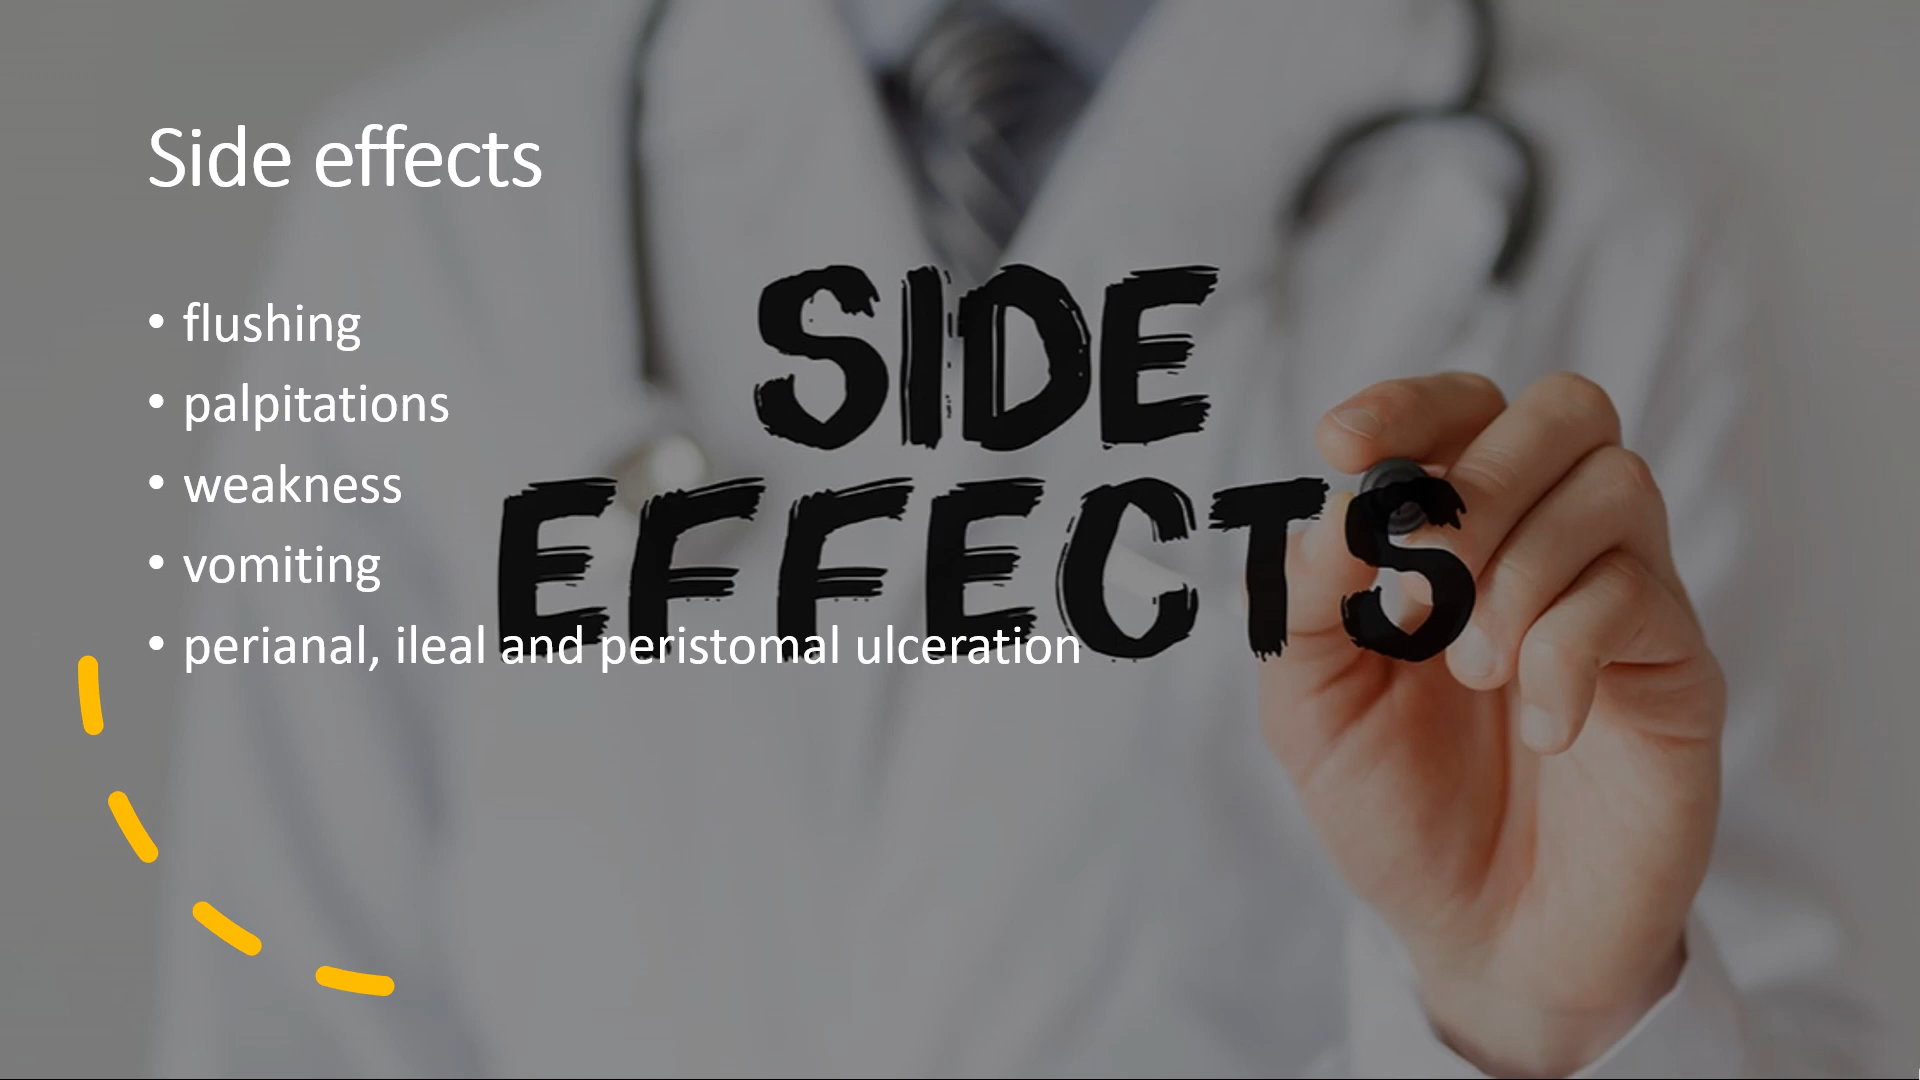 Side effects
• flushing
• palpitations
• weakness
• vomiting
• perianal, ileal and peristomal ulceration
SIDE
EFFECTS